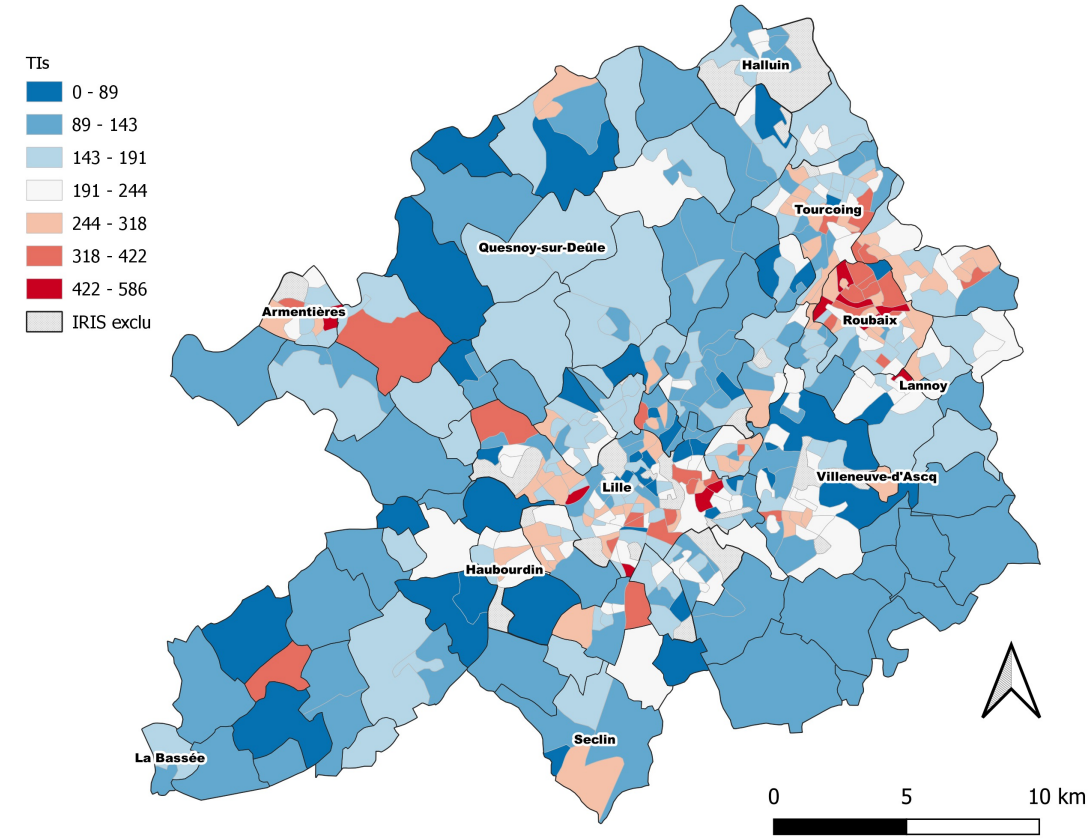 TIs
0 - 89
89 - 143
143 - 191
191 - 244
244 - 318
318 - 422
422 - 586
IRIS exclu
Halluin
Tourcoing
Quesnoy-sur-Deûle
Armentières
Roubaix
Lannoy
Villeneuve-d'Ascq
Lille
Haubourdin
Seclin
La Bassée
0 5 10 km